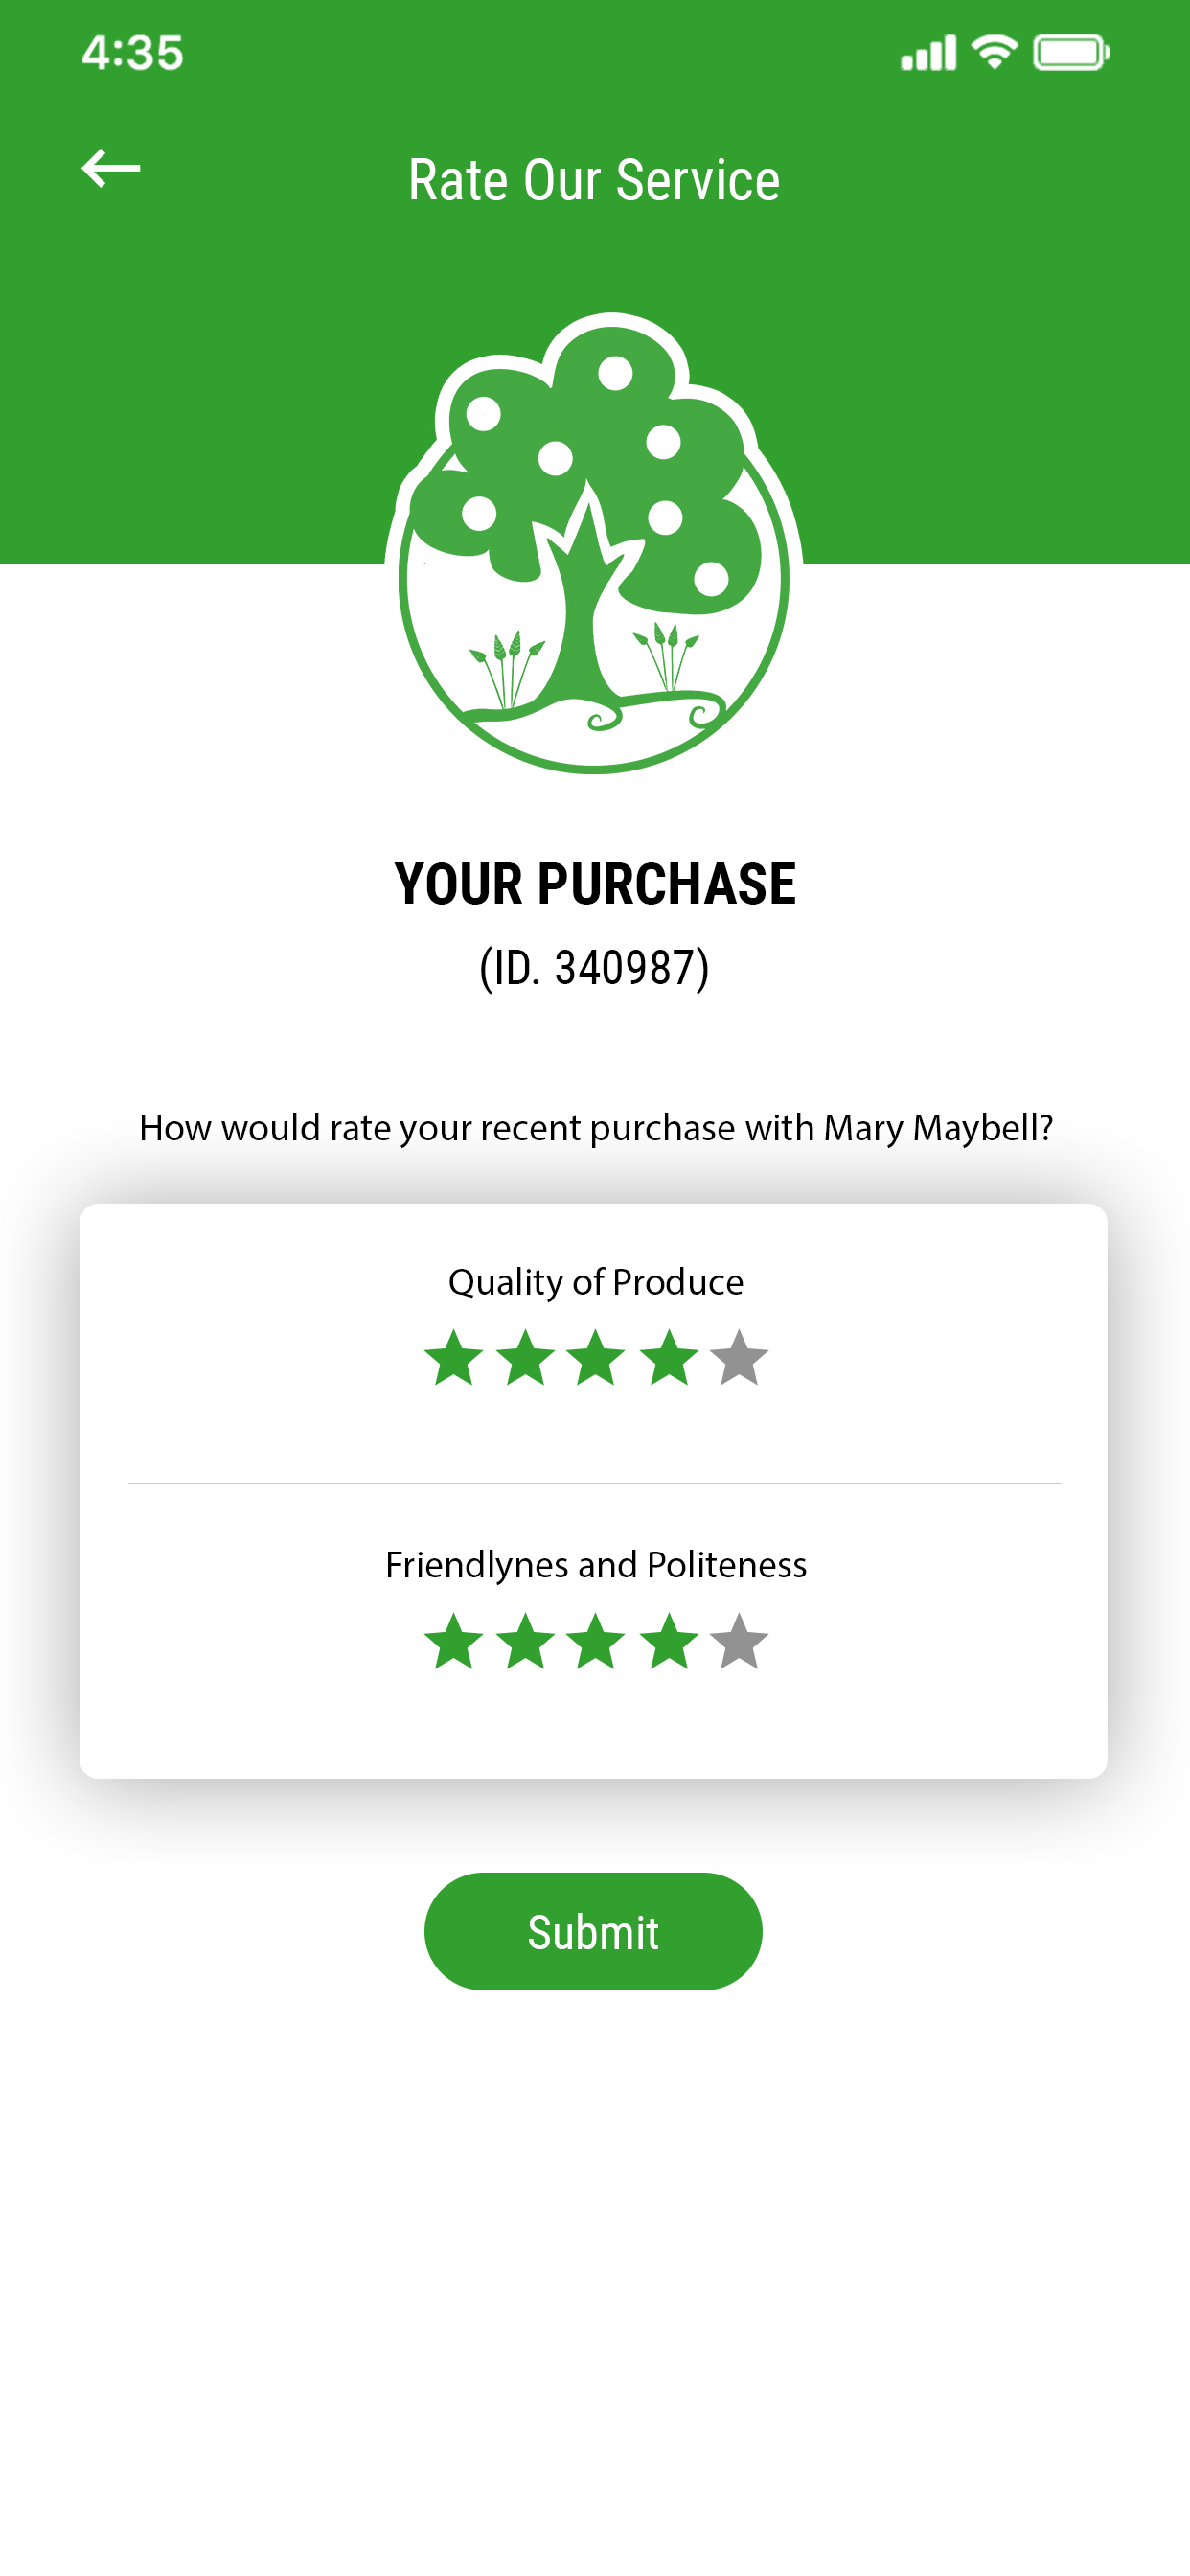 4:35
Rate Our Service
YOUR PURCHASE
(ID. 340987)
How would rate your recent purchase with Mary Maybell?
Quality of Produce
Friendlynes and Politeness
Submit